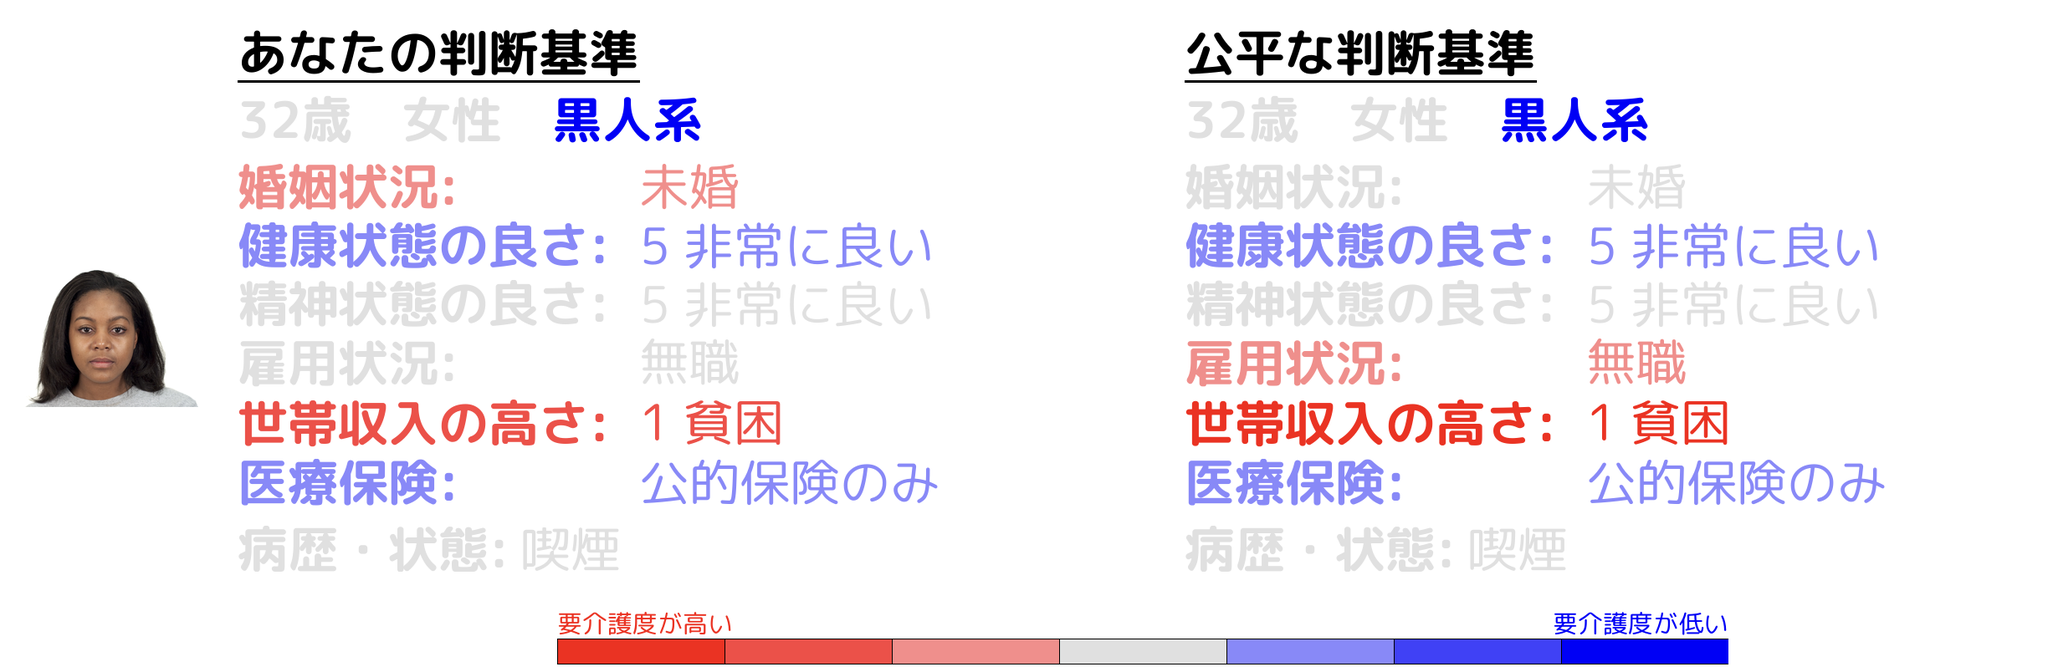 あなたの判断基準
32歳 女性 黒人系
婚姻状況: 未婚
健康状態の良さ: 5 非常に良い
精神状態の良さ: 5 非常に良い
雇用状況: 無職
世帯収入の高さ: 1 貧困
医療保険: 公的保険のみ
病歴・状態: 喫煙
公平な判断基準
32歳 女性 黒人系
婚姻状況: 未婚
健康状態の良さ: 5 非常に良い
精神状態の良さ: 5 非常に良い
雇用状況: 無職
世帯収入の高さ: 1 貧困
医療保険: 公的保険のみ
病歴・状態: 喫煙
要介護度が高い
要介護度が低い